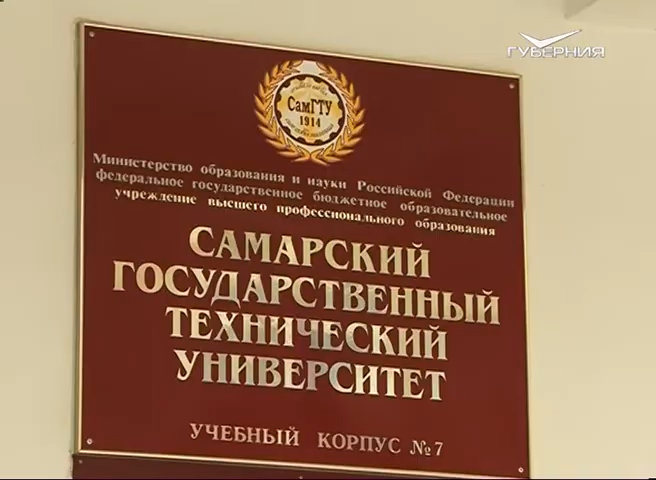 ГУБЕРНИЯ
СамГТУ
1914
Министерство образования и науки Российской Федерации
федеральное государственное бюджетное образовательное
учреждение высшего профессионального образования
САМАРСКИЙ
ГОСУДАРСТВЕННЫЙ
ТЕХНИЧЕСКИЙ
УНИВЕРСИТЕТ
УЧЕБНЫЙ КОРПУС №7